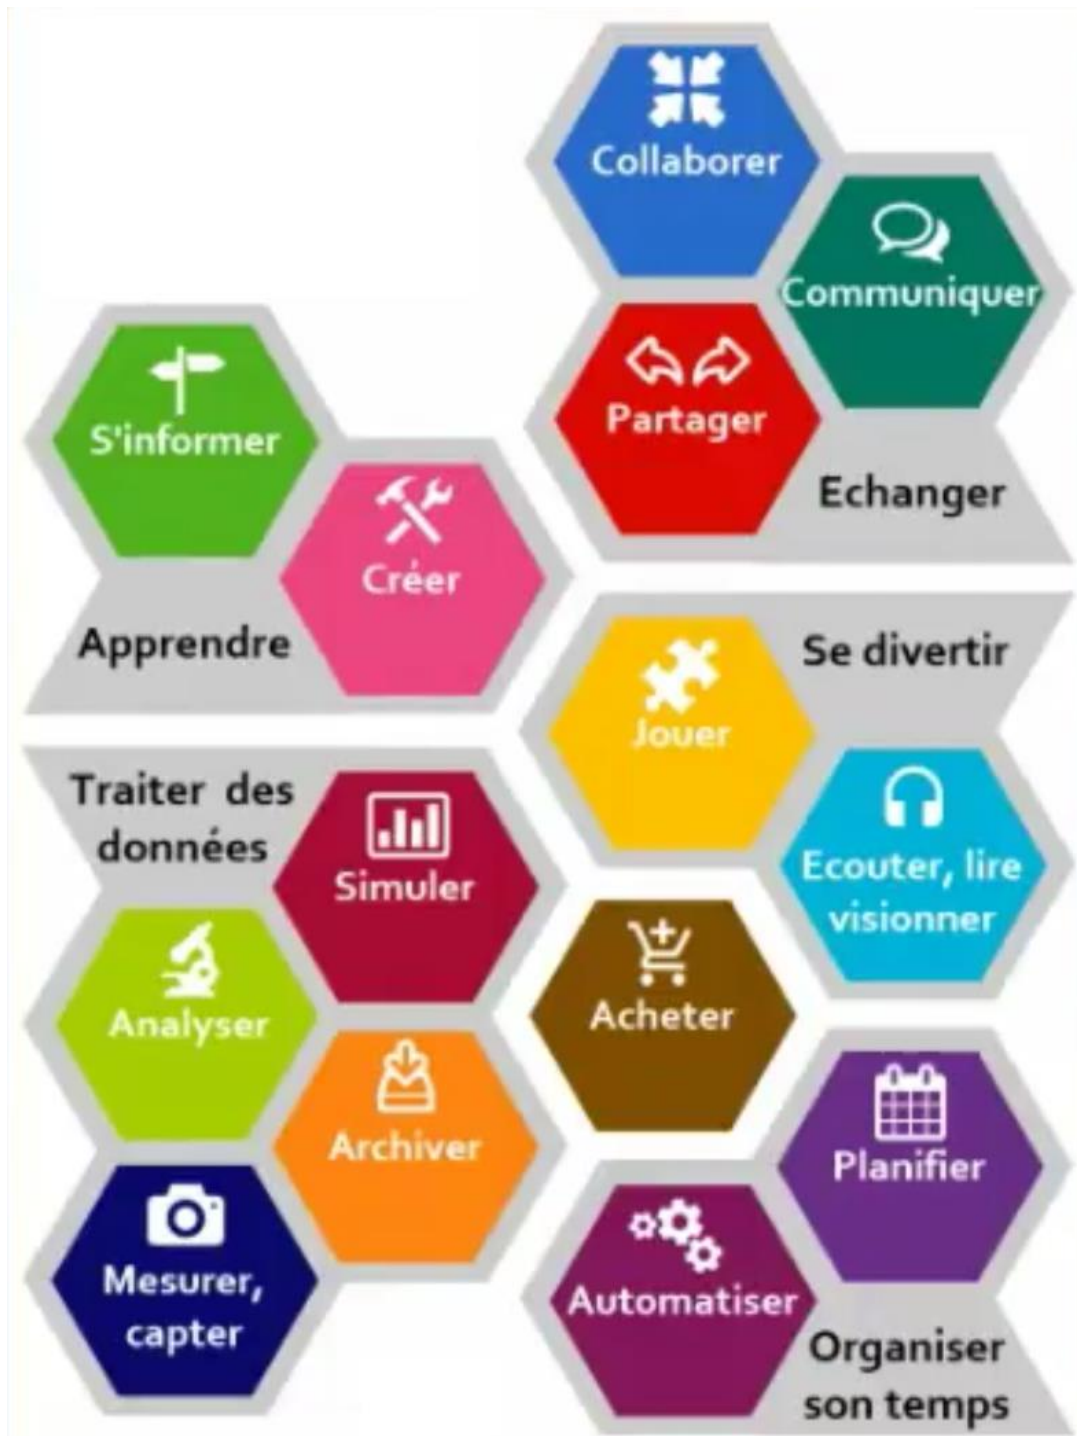 Collaborer
Communiquer
Partager
Echanger
S'informer
Créer
Apprendre
Se divertir
Jouer
Ecouter, lire
visionner
Traiter des
données
Simuler
Analyser
Archiver
Mesurer,
capter
Acheter
Planifier
Automatiser
Organiser
son temps